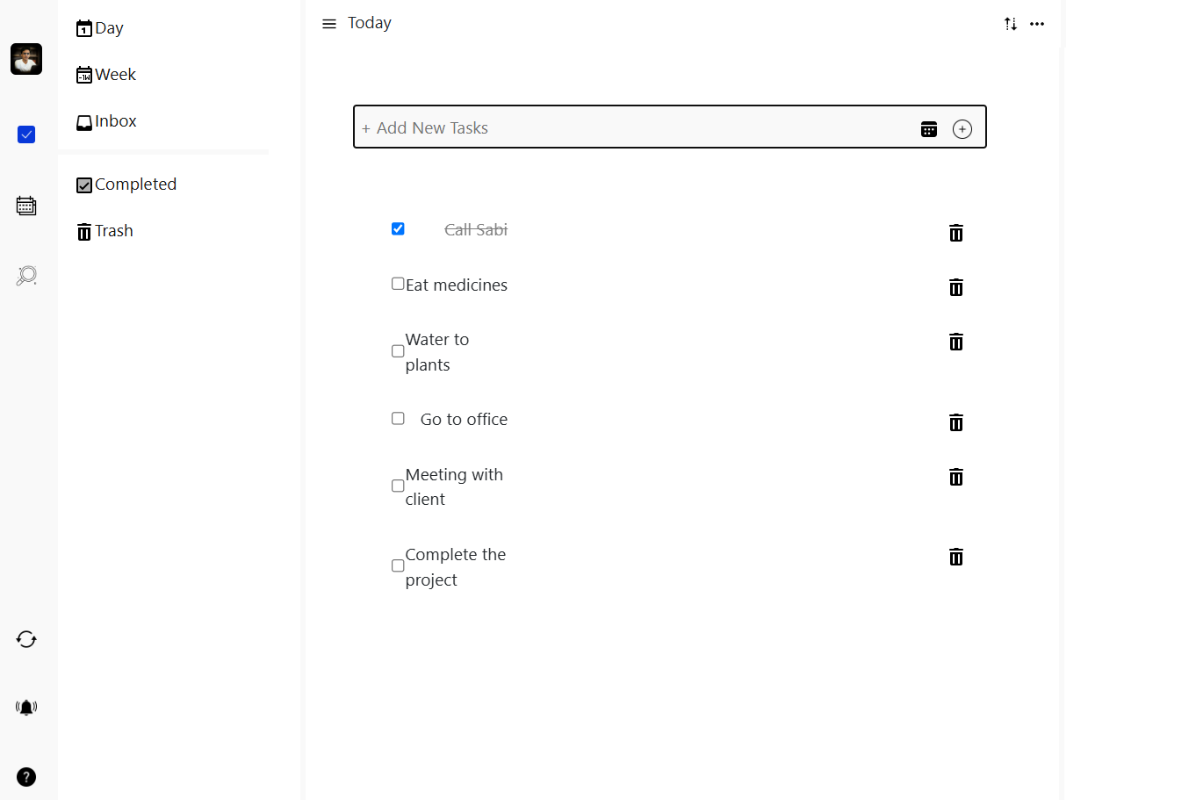 Day
Week
Inbox
Completed
Trash
Today
+ Add New Tasks
Call Sabi
Eat medicines
Water to
plants
Go to office
Meeting with
client
Complete the
project
?